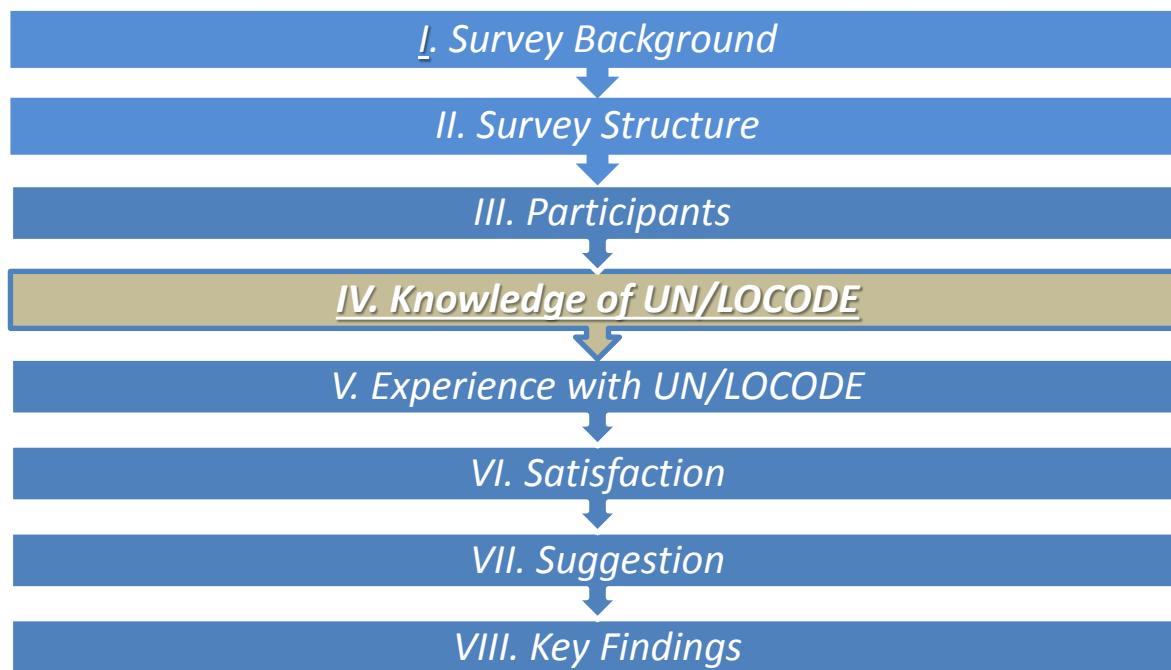 I. Survey Background
II. Survey Structure
III. Participants
IV. Knowledge of UN/LOCODE
V. Experience with UN/LOCODE
VI. Satisfaction
VII. Suggestion
VIII. Key Findings